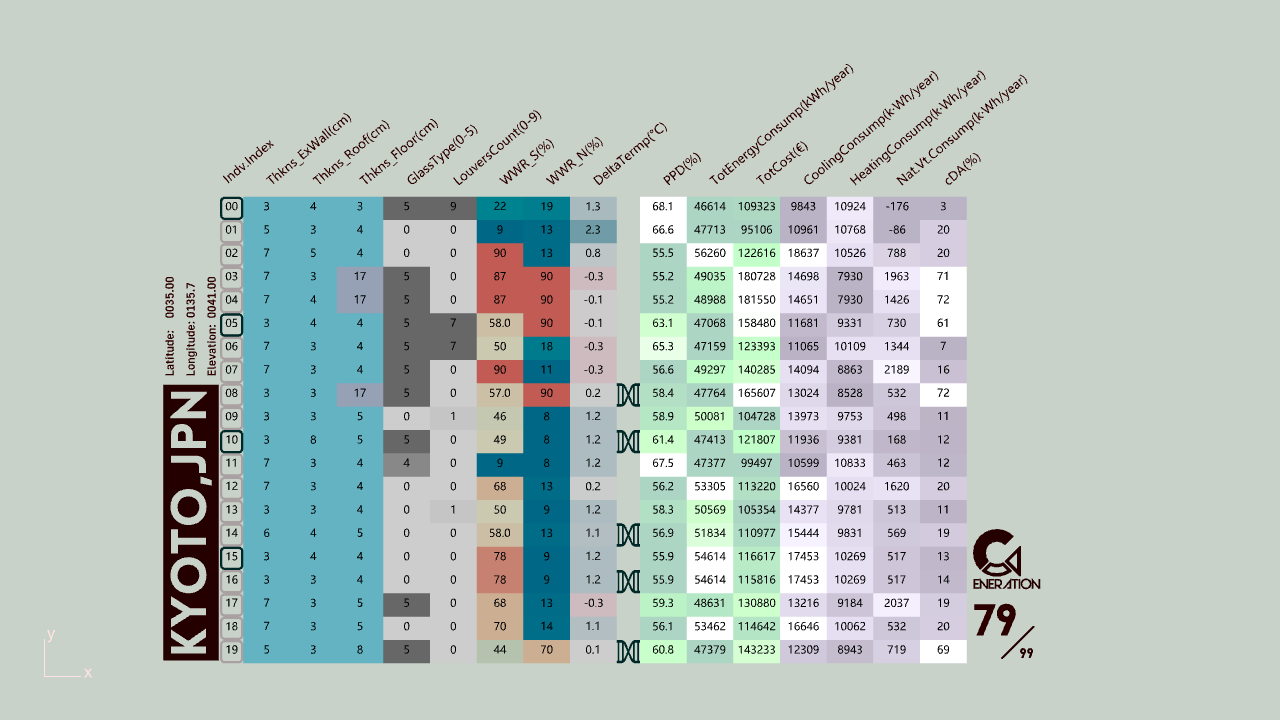 Indv.Index Thkns_ExWall(cm) Thkns_Roof(cm) Thkns_Floor(cm) GlassType(0-5) LouversCount(0-9) WWR_S(%) WWR_N(%) DeltaTermp(°C) PPD(%) TotEnergyConsump(kWh/year) TotCost(€) CoolingConsump(k·Wh/year) HeatingConsump(k·Wh/year) Nat.Vt.Consump(k·Wh/year) cDA(%)
00 3 4 3 5 9 22 19 1.3 68.1 46614 109323 9843 10924 -176 3
01 5 3 4 0 0 9 13 2.3 66.6 47713 95106 10961 10768 -86 20
02 7 5 4 0 0 90 13 0.8 55.5 56260 122616 18637 10526 788 20
03 7 3 17 5 0 87 90 -0.3 55.2 49035 180728 14698 7930 1963 71
04 7 4 17 5 0 87 90 -0.1 55.2 48988 181550 14651 7930 1426 72
05 3 4 4 5 7 58.0 90 -0.1 63.1 47068 158480 11681 9331 730 61
06 7 3 4 5 7 50 18 -0.3 65.3 47159 123393 11065 10109 1344 7
07 7 3 4 5 0 90 11 -0.3 56.6 49297 140285 14094 8863 2189 16
08 3 3 17 5 0 57.0 90 0.2 58.4 47764 165607 13024 8528 532 72
09 3 3 5 0 1 46 8 1.2 58.9 50081 104728 13973 9753 498 11
10 3 8 5 5 0 49 8 1.2 61.4 47413 121807 11936 9381 168 12
11 7 3 4 4 0 9 8 1.2 67.5 47377 99497 10599 10833 463 12
12 7 3 4 0 0 68 13 0.2 56.2 53305 113220 16560 10024 1620 20
13 3 3 4 0 1 50 9 1.2 58.3 50569 105354 14377 9781 513 11
14 6 4 5 0 0 58.0 13 1.1 56.9 51834 110977 15444 9831 569 19
15 3 4 4 0 0 78 9 1.2 55.9 54614 116617 17453 10269 517 13
16 3 3 4 0 0 78 9 1.2 55.9 54614 115816 17453 10269 517 14
17 7 3 5 5 0 68 13 -0.3 59.3 48631 130880 13216 9184 2037 19
18 7 3 5 0 0 70 14 1.1 56.1 53462 114642 16646 10062 532 20
19 5 3 8 5 0 44 70 0.1 60.8 47379 143233 12309 8943 719 69
Latitude: 0035.00
Longitude: 0135.7
Elevation: 0041.00
KYOTO,JPN
GENERATION
79/99
y
x